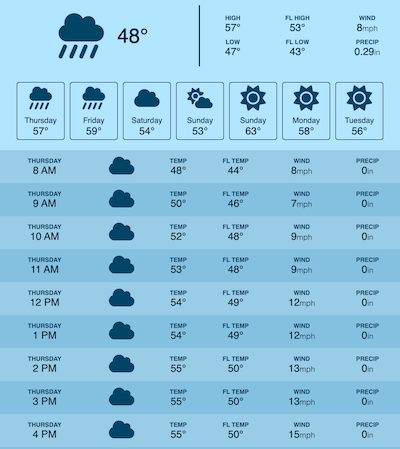 48°
HIGH FL HIGH WIND
57° 53° 8mph
LOW FL LOW PRECIP
47° 43° 0.29in
Thursday Friday Saturday Sunday Sunday Monday Tuesday
57° 59° 54° 53° 63° 58° 56°
THURSDAY TEMP FL TEMP WIND PRECIP
8 AM 48° 44° 8mph 0in
THURSDAY TEMP FL TEMP WIND PRECIP
9 AM 50° 46° 7mph 0in
THURSDAY TEMP FL TEMP WIND PRECIP
10 AM 52° 48° 9mph 0in
THURSDAY TEMP FL TEMP WIND PRECIP
11 AM 53° 48° 9mph 0in
THURSDAY TEMP FL TEMP WIND PRECIP
12 PM 54° 49° 12mph 0in
THURSDAY TEMP FL TEMP WIND PRECIP
1 PM 54° 49° 12mph 0in
THURSDAY TEMP FL TEMP WIND PRECIP
2 PM 55° 50° 13mph 0in
THURSDAY TEMP FL TEMP WIND PRECIP
3 PM 55° 50° 13mph 0in
THURSDAY TEMP FL TEMP WIND PRECIP
4 PM 55° 50° 15mph 0in